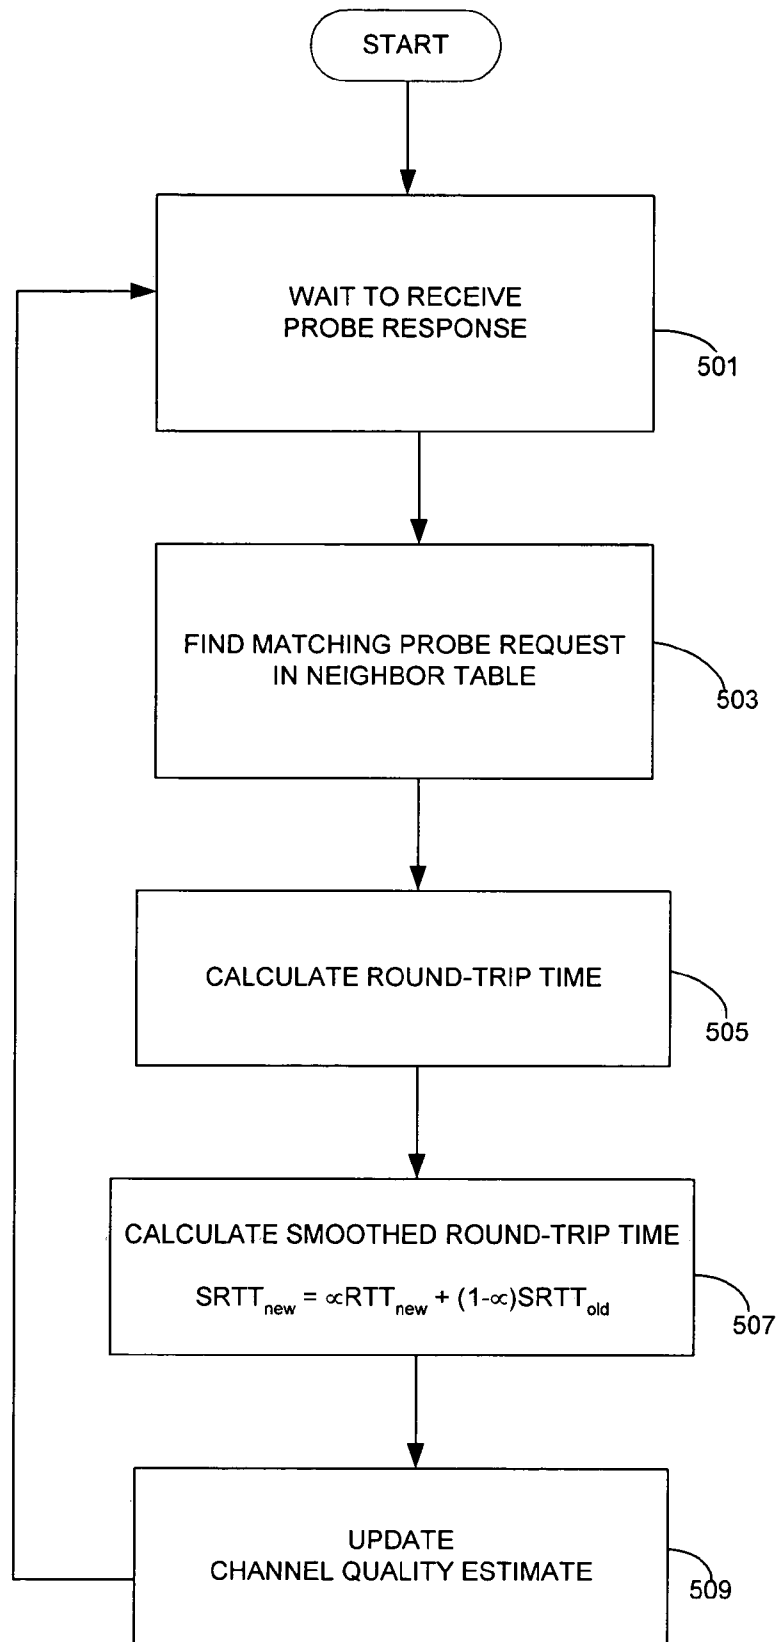 START
WAIT TO RECEIVE
PROBE RESPONSE
501
FIND MATCHING PROBE REQUEST
IN NEIGHBOR TABLE
503
CALCULATE ROUND-TRIP TIME
505
CALCULATE SMOOTHED ROUND-TRIP TIME
SRTTnew = ∝RTTnew + (1-∝)SRTTold
507
UPDATE
CHANNEL QUALITY ESTIMATE
509